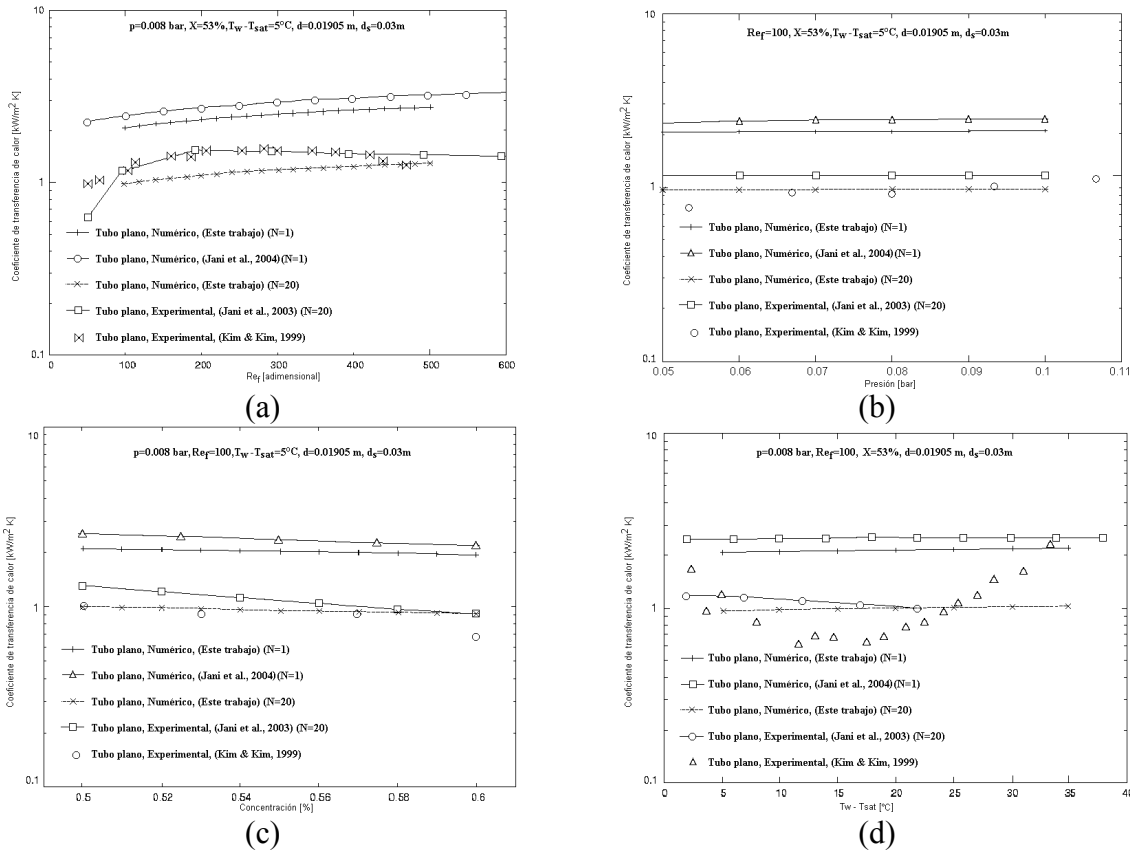 p=0.008 bar, X=53%,Tw-Tsat=5°C, d=0.01905 m, ds=0.03m
Coeficiente de transferencia de calor [kW/m² K]
10
1
0.1
0
100
200
300
400
500
600
Ref [adimensional]
Tubo plano, Numérico, (Este trabajo) (N=1)
Tubo plano, Numérico, (Jani et al., 2004)(N=1)
Tubo plano, Numérico, (Este trabajo) (N=20)
Tubo plano, Experimental, (Jani et al., 2003) (N=20)
Tubo plano, Experimental, (Kim & Kim, 1999)
(a)
Ref=100, X=53%,Tw-Tsat=5°C, d=0.01905 m, ds=0.03m
Coeficiente de transferencia de calor [kW/m² K]
10
1
0.1
0.05
0.06
0.07
0.08
0.09
0.1
0.11
Presión [bar]
Tubo plano, Numérico, (Este trabajo) (N=1)
Tubo plano, Numérico, (Jani et al., 2004)(N=1)
Tubo plano, Numérico, (Este trabajo) (N=20)
Tubo plano, Experimental, (Jani et al., 2003) (N=20)
Tubo plano, Experimental, (Kim & Kim, 1999)
(b)
p=0.008 bar, Ref=100,Tw-Tsat=5°C, d=0.01905 m, ds=0.03m
Coeficiente de transferencia de calor [kW/m² K]
10
1
0.1
0.5
0.52
0.54
0.56
0.58
0.6
Concentración [%]
Tubo plano, Numérico, (Este trabajo) (N=1)
Tubo plano, Numérico, (Jani et al., 2004)(N=1)
Tubo plano, Numérico, (Este trabajo) (N=20)
Tubo plano, Experimental, (Jani et al., 2003) (N=20)
Tubo plano, Experimental, (Kim & Kim, 1999)
(c)
p=0.008 bar, Ref=100, X=53%, d=0.01905 m, ds=0.03m
Coeficiente de transferencia de calor [kW/m² K]
10
1
0.1
0
5
10
15
20
25
30
35
40
Tw - Tsat [°C]
Tubo plano, Numérico, (Este trabajo) (N=1)
Tubo plano, Numérico, (Jani et al., 2004)(N=1)
Tubo plano, Numérico, (Este trabajo) (N=20)
Tubo plano, Experimental, (Jani et al., 2003) (N=20)
Tubo plano, Experimental, (Kim & Kim, 1999)
(d)